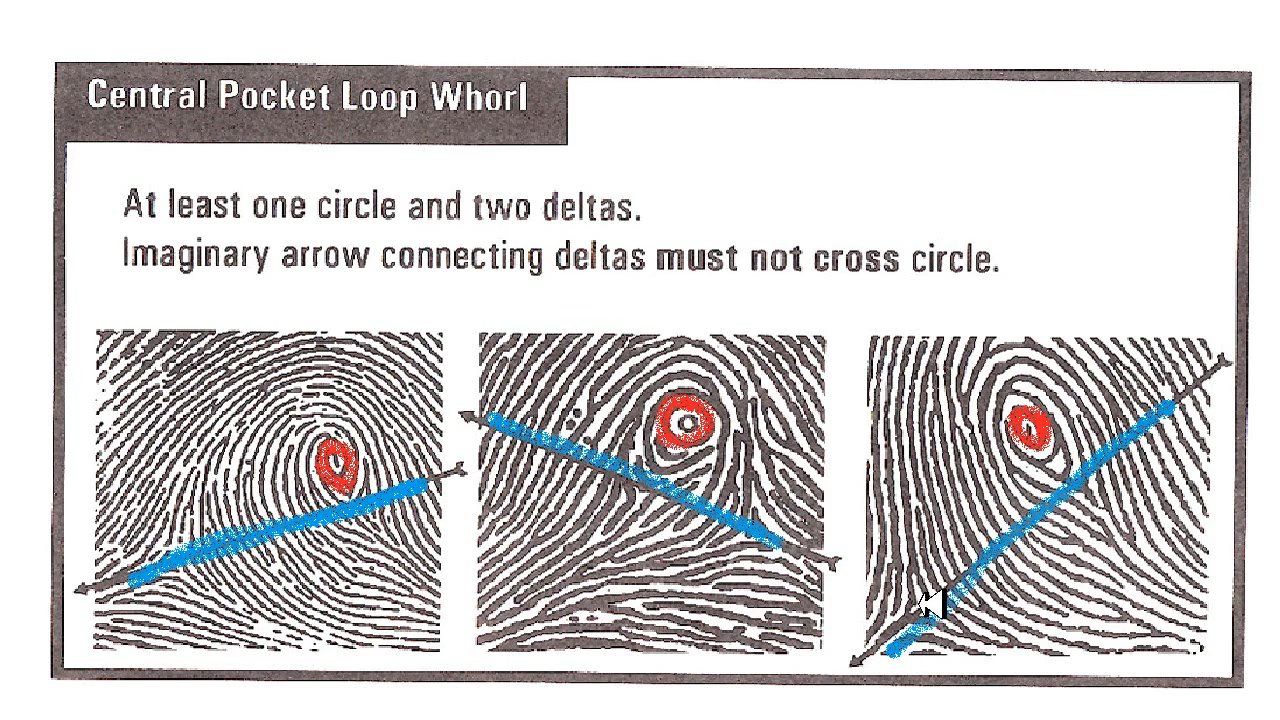 Central Pocket Loop Whorl
At least one circle and two deltas.
Imaginary arrow connecting deltas must not cross circle.